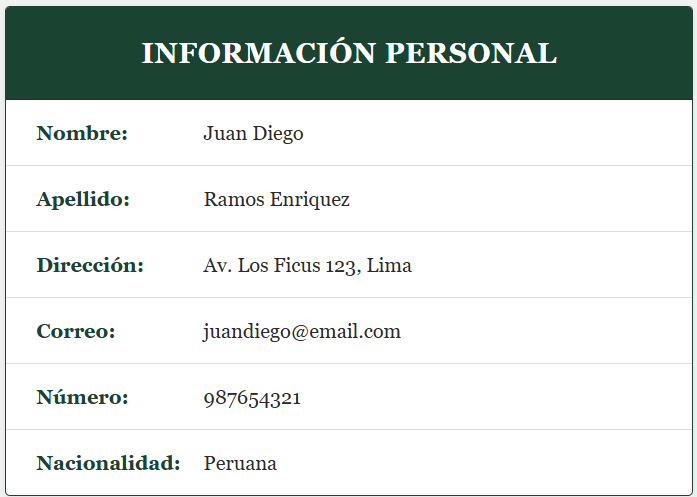 INFORMACIÓN PERSONAL
Nombre: Juan Diego
Apellido: Ramos Enriquez
Dirección: Av. Los Ficus 123, Lima
Correo: juandiego@email.com
Número: 987654321
Nacionalidad: Peruana